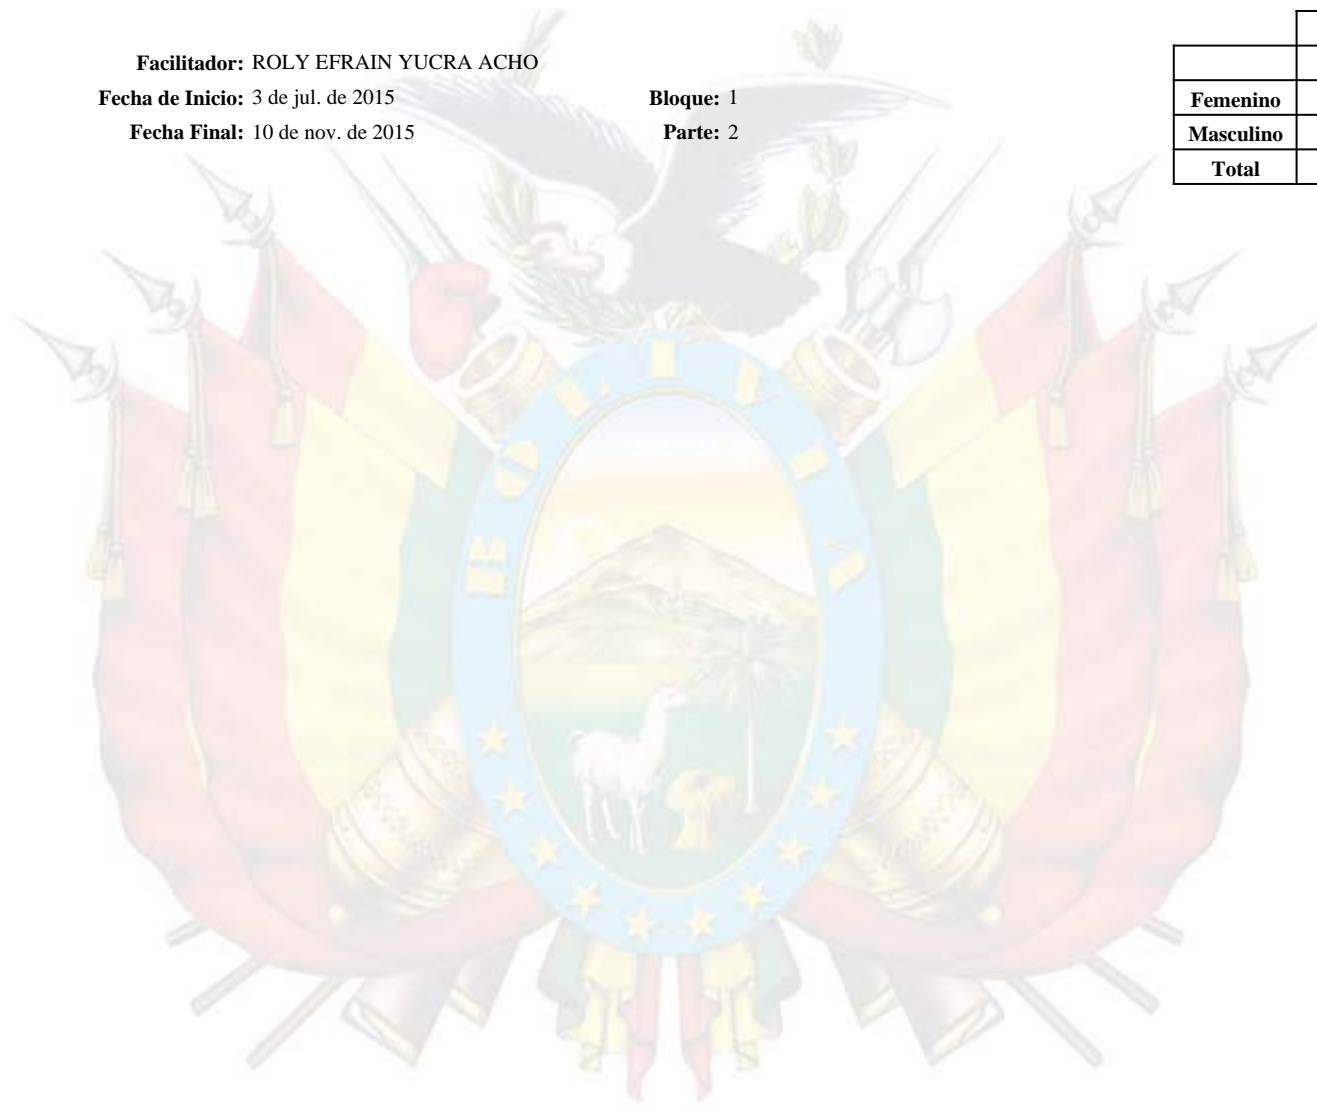 Facilitador: ROLY EFRAIN YUCRA ACHO
Fecha de Inicio: 3 de jul. de 2015 Bloque: 1
Fecha Final: 10 de nov. de 2015 Parte: 2
Femenino
Masculino
Total
BOLIVIA